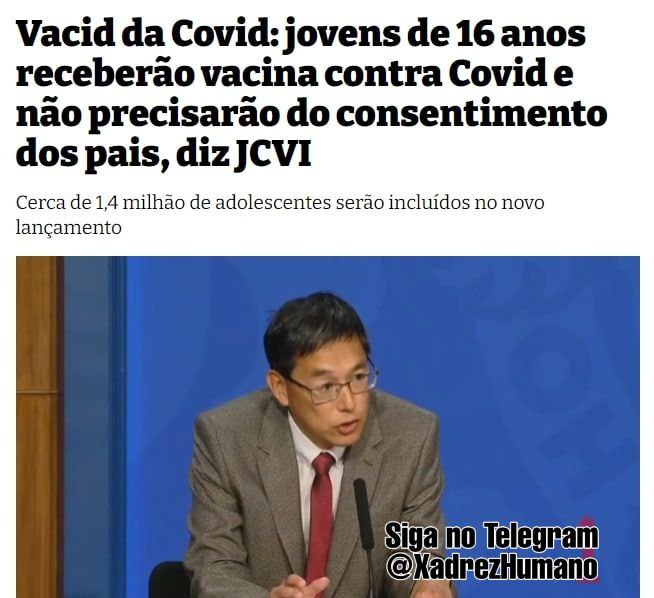 Vacid da Covid: jovens de 16 anos
receberão vacina contra Covid e
não precisarão do consentimento
dos pais, diz JCVI
Cerca de 1,4 milhão de adolescentes serão incluídos no novo
lançamento
Siga no Telegram
@XadrezHumano